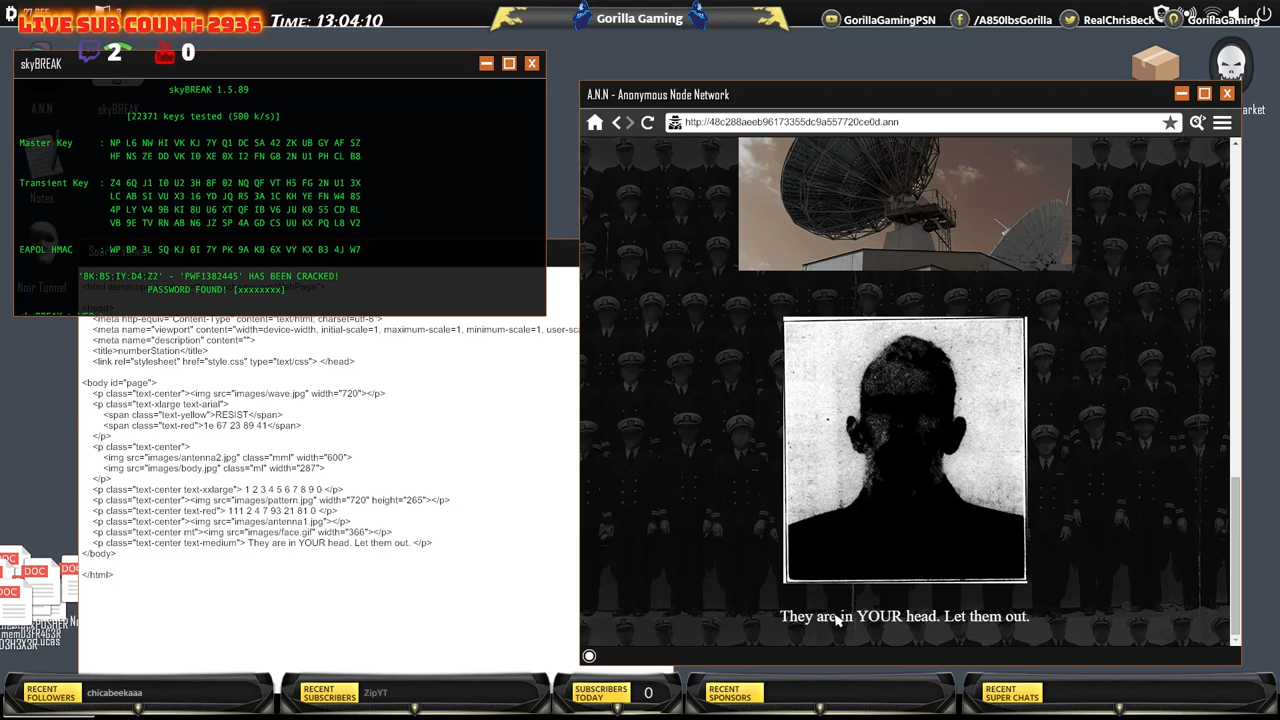 LIVE SUB COUNT: 2936
TIME: 13:04:10
Gorilla Gaming
GorillaGamingPSN
/A850lbsGorilla
RealChrisBeck
GorillaGaming
2
0
skyBREAK
skyBREAK 1.5.89
[22371 keys tested (500 k/s)]
Master Key : NP L6 NW HI VK KJ 7Y Q1 DC SA 42 ZK UB GY AF SZ
HF NS ZE DD VK I0 XE 0X I2 FN G8 2N U1 PH CL B8
Transient Key : Z4 6Q J1 I0 U2 3H 8F 02 NQ QF VT H5 FG 2N U1 3X
LC AB SI VU X3 16 YD JQ R5 3A 1C KH YE FN W4 8S
4P LY V4 9B KI 8U U6 XT QF IB V6 JU K0 S5 CD RL
VB 9E TV RN AB N6 JZ SP 4A GD CS UU KX PQ L8 V2
EAPOL HMAC : WP BP 3L 5Q KJ 0I 7Y PK 9A K8 6X VY KX B3 4J W7
'8K:BS:IY:D4:Z2' - 'PWF1382445' HAS BEEN CRACKED!
PASSWORD FOUND! [xxxxxxxx]
A.N.N
skyBREAK
Notes
Noir Tunnel
<head>
<meta http-equiv="Content-Type" content="text/html; charset=utf-8">
<meta name="viewport" content="width=device-width, initial-scale=1, maximum-scale=1, minimum-scale=1, user-sca
<meta name="description" content="">
<title>numberStation</title>
<link rel="stylesheet" href="style.css" type="text/css"> </head>
<body id="page">
<p class="text-center"><img src="images/wave.jpg" width="720"></p>
<p class="text-xlarge text-arial">
<span class="text-yellow">RESIST</span>
<span class="text-red">1e 67 23 89 41</span>
</p>
<p class="text-center">
<img src="images/antenna2.jpg" class="mml" width="600">
<img src="images/body.jpg" class="ml" width="287">
</p>
<p class="text-center text-xxlarge"> 1 2 3 4 5 6 7 8 9 0 </p>
<p class="text-center"><img src="images/pattern.jpg" width="720" height="265"></p>
<p class="text-center text-red"> 111 2 4 7 93 21 81 0 </p>
<p class="text-center"><img src="images/antenna1.jpg"></p>
<p class="text-center mt"><img src="images/face.gif" width="366"></p>
<p class="text-center text-medium"> They are in YOUR head. Let them out. </p>
</body>
</html>
A.N.N - Anonymous Node Network
http://48c288aeeb96173355dc9a557720ce0d.ann
They are in YOUR head. Let them out.
DOC
DOC
DOC
DOC
RECENT FOLLOWERS
chicabeekaaa
RECENT SUBSCRIBERS
ZipYT
SUBSCRIBERS TODAY
0
RECENT SPONSORS
RECENT SUPER CHATS